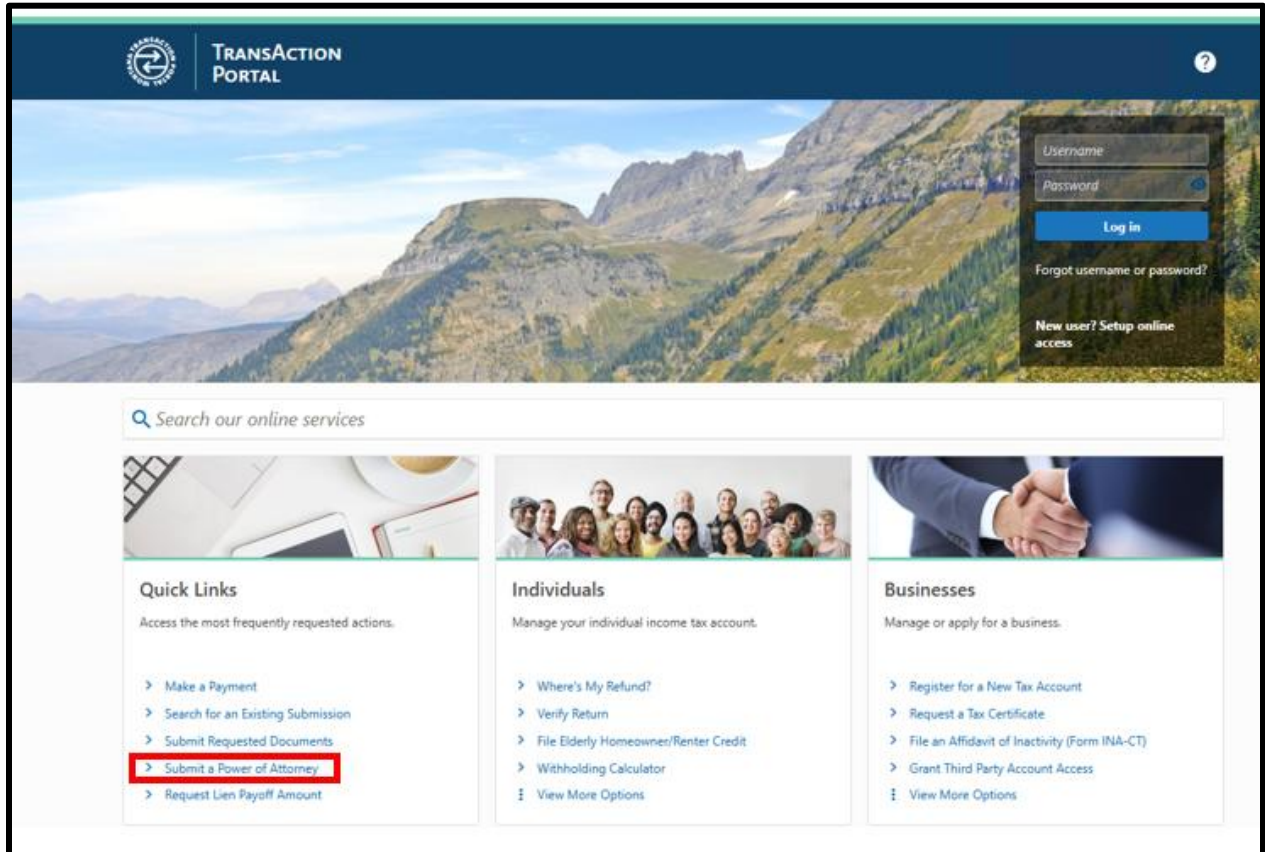 TRANSACTION
PORTAL
Username
Password
Log in
Forgot username or password?
New user? Setup online
access
Search our online services
Quick Links
Access the most frequently requested actions.
Make a Payment
Search for an Existing Submission
Submit Requested Documents
Submit a Power of Attorney
Request Lien Payoff Amount
Individuals
Manage your individual income tax account.
Where's My Refund?
Verify Return
File Elderly Homeowner/Renter Credit
Withholding Calculator
View More Options
Businesses
Manage or apply for a business.
Register for a New Tax Account
Request a Tax Certificate
File an Affidavit of Inactivity (Form INA-CT)
Grant Third Party Account Access
View More Options